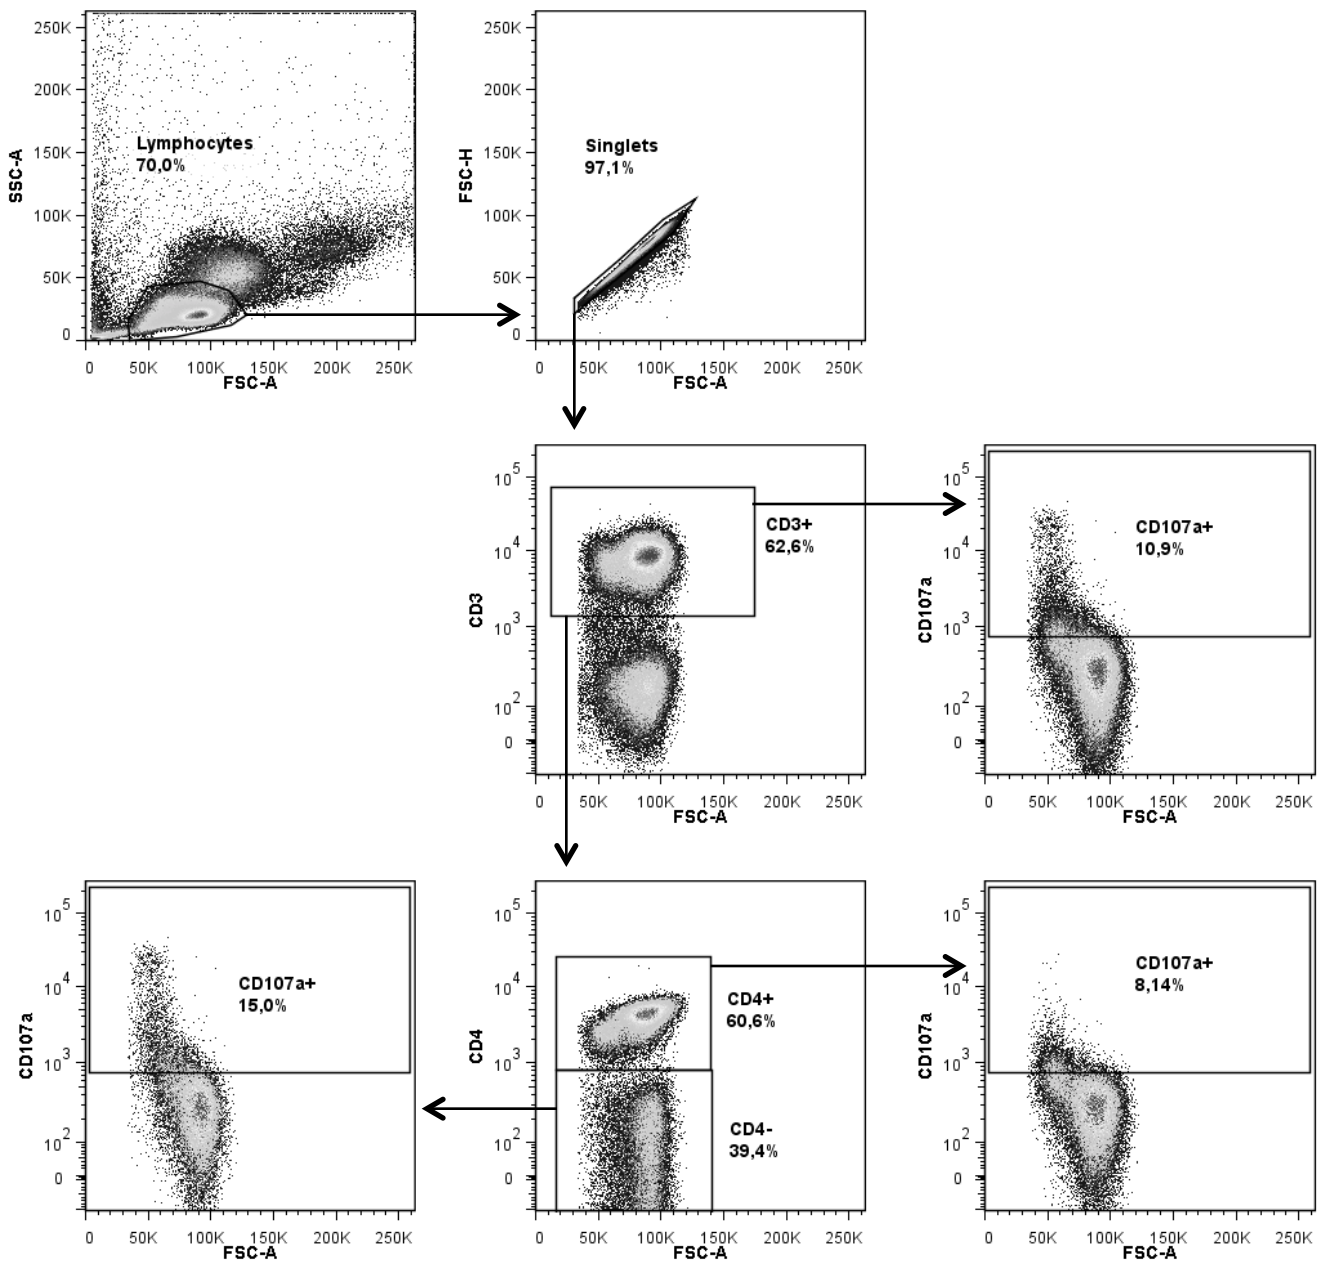 250K
200K
150K
100K
50K
0
SSC-A
Lymphocytes
70,0%
0 50K 100K 150K 200K 250K
FSC-A
250K
200K
150K
100K
50K
0
FSC-H
Singlets
97,1%
0 50K 100K 150K 200K 250K
FSC-A
10^5
10^4
10^3
10^2
0
CD3
CD3+
62,6%
0 50K 100K 150K 200K 250K
FSC-A
10^5
10^4
10^3
10^2
0
CD107a
CD107a+
10,9%
0 50K 100K 150K 200K 250K
FSC-A
10^5
10^4
10^3
10^2
0
CD107a
CD107a+
15,0%
0 50K 100K 150K 200K 250K
FSC-A
10^5
10^4
10^3
10^2
0
CD4
CD4+
60,6%
CD4-
39,4%
0 50K 100K 150K 200K 250K
FSC-A
10^5
10^4
10^3
10^2
0
CD107a
CD107a+
8,14%
0 50K 100K 150K 200K 250K
FSC-A